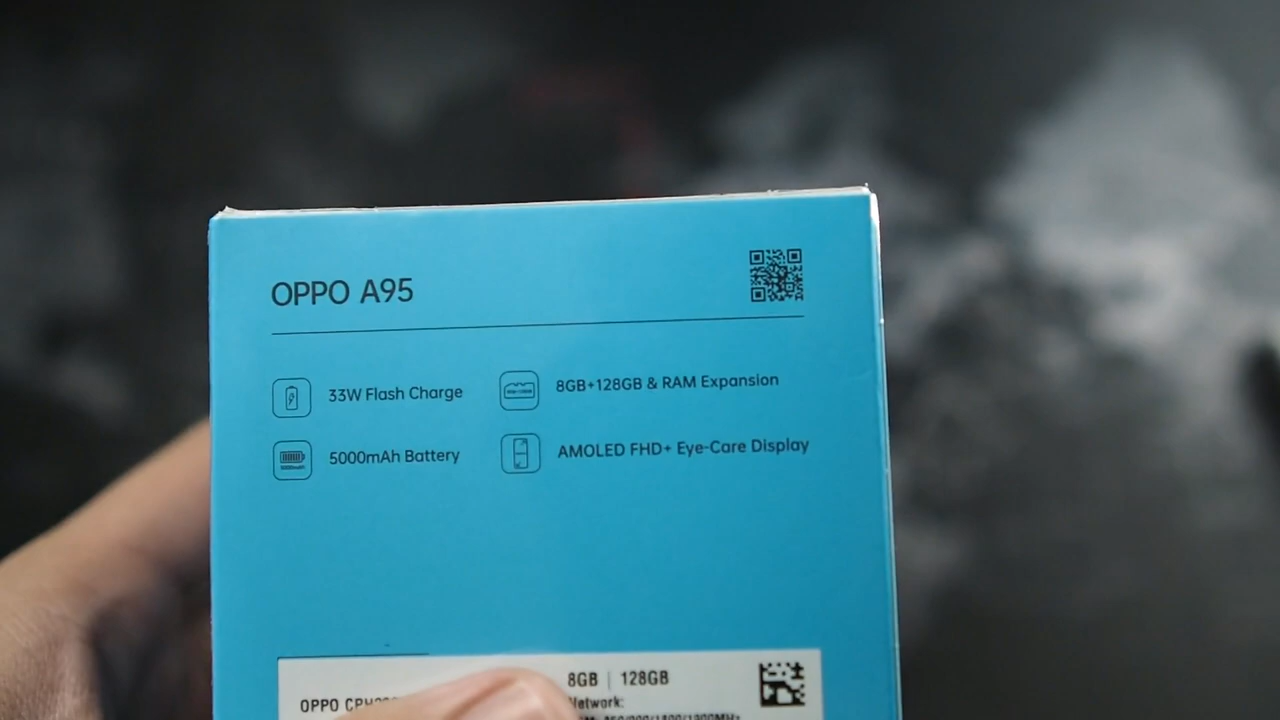 OPPO A95
33W Flash Charge
8GB+128GB & RAM Expansion
5000mAh Battery
AMOLED FHD+ Eye-Care Display
8GB | 128GB
OPPO
Network: